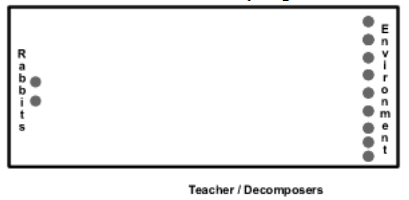 Rabbits
Environment
Teacher / Decomposers